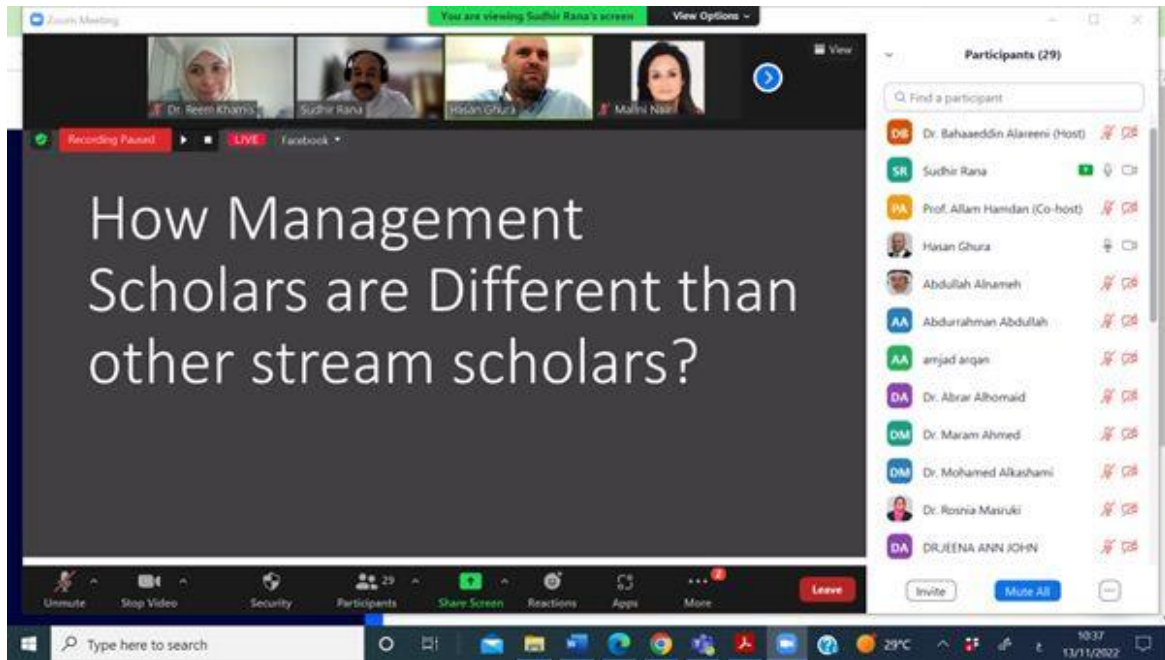 Zoom Meeting
You are viewing Sudhir Rana's screen
View Options
View
Dr. Reem Khamis
Sudhir Rana
Hasan Ghura
Malini Nair
Recording Paused
LIVE
Facebook
How Management
Scholars are Different than
other stream scholars?
Participants (29)
Find a participant
DB Dr. Bahaaeddin Alareeni (Host)
SR Sudhir Rana
PA Prof. Allam Hamdan (Co-host)
Hasan Ghura
Abdullah Alnameh
AA Abdurrahman Abdullah
AA amjad arqan
DA Dr. Abrar Alhomaid
DM Dr. Maram Ahmed
DM Dr. Mohamed Alkashami
Dr. Rosnia Masruki
DA DR.JEENA ANN JOHN
Unmute
Stop Video
Security
29
Participants
Share Screen
Reactions
Apps
2
More
Leave
Invite
Mute All
Type here to search
29°C
ع
10:37
13/11/2022